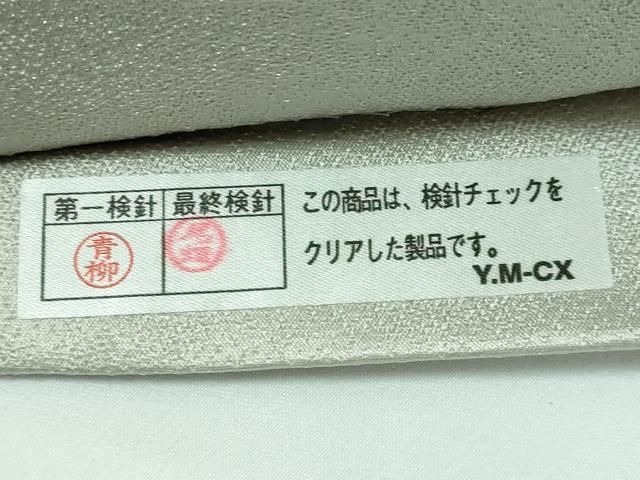 第一検針 最終検針
青柳
この商品は、検針チェックを
クリアした製品です。
Y.M-CX